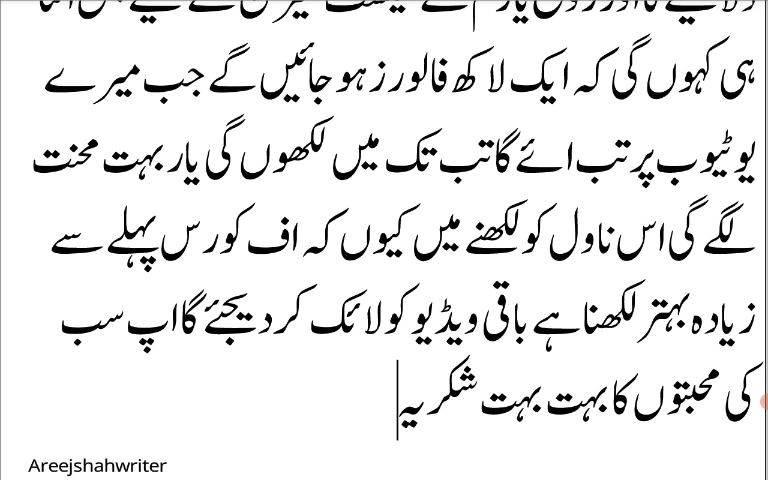 ہی کہوں گی کہ ایک لاکھ فالورز ہو جائیں گے جب میرے
یوٹیوب پر تب ائے گا تب تک میں لکھوں گی یار بہت محنت
لگے گی اس ناول کو لکھنے میں کیوں کہ اف کورس پہلے سے
زیادہ بہتر لکھنا ہے باقی ویڈیو کو لائک کر دیجئے گا اپ سب
کی محبتوں کا بہت بہت شکریہ
Areejshahwriter